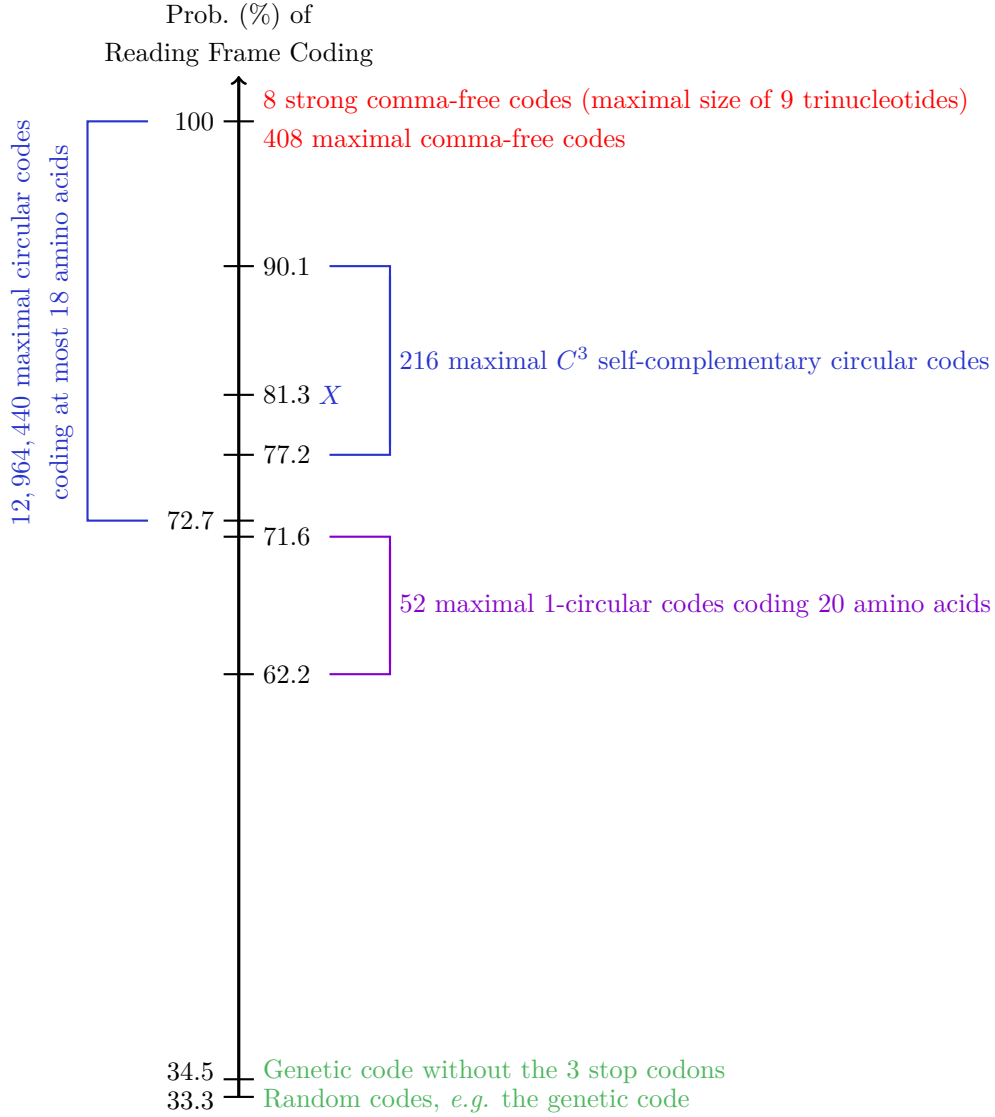 Prob. (%) of
Reading Frame Coding
8 strong comma-free codes (maximal size of 9 trinucleotides)
100
408 maximal comma-free codes
12, 964, 440 maximal circular codes
coding at most 18 amino acids
90.1
216 maximal C³ self-complementary circular codes
81.3 X
77.2
72.7
71.6
52 maximal 1-circular codes coding 20 amino acids
62.2
34.5
Genetic code without the 3 stop codons
33.3
Random codes, e.g. the genetic code